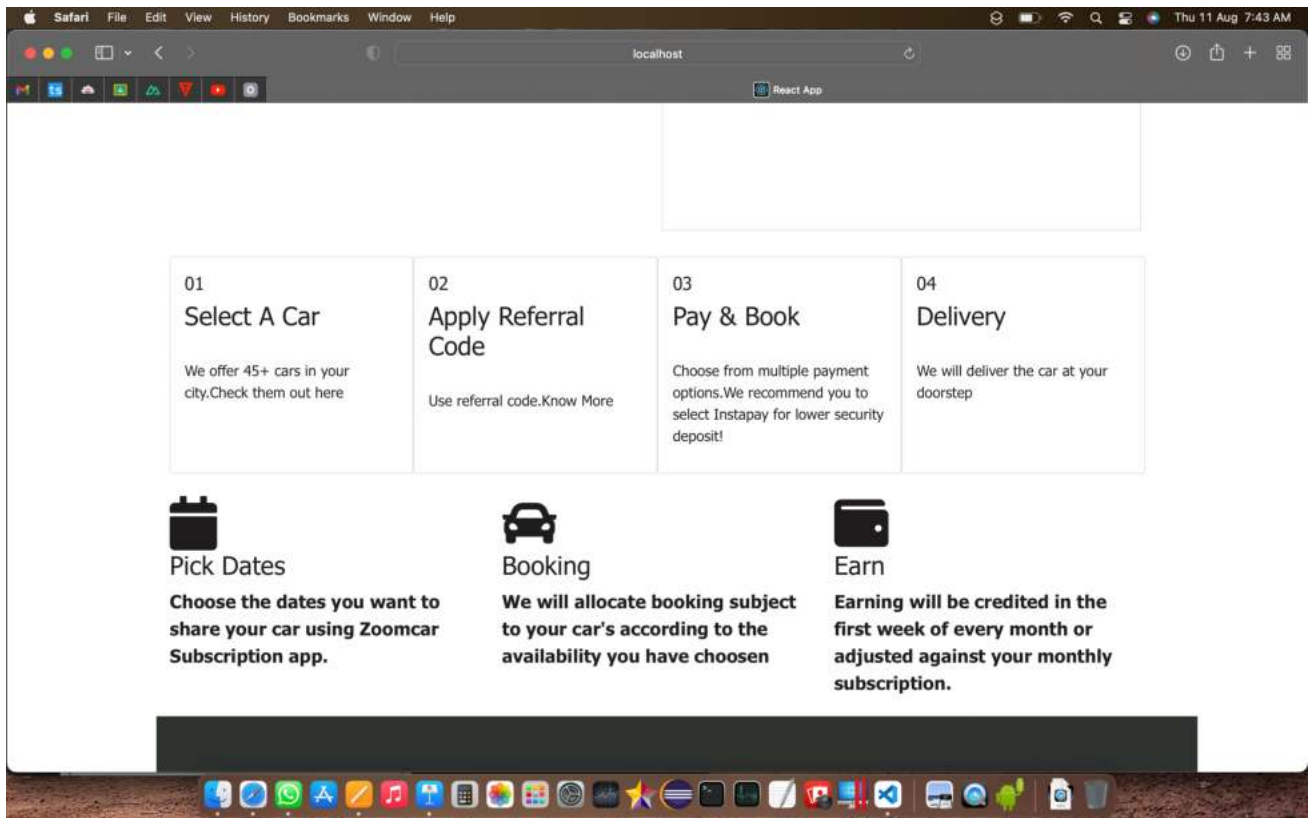 Safari File Edit View History Bookmarks Window Help
Thu 11 Aug 7:43 AM
localhost
ts
React App
01
Select A Car
We offer 45+ cars in your
city.Check them out here
02
Apply Referral
Code
Use referral code.Know More
03
Pay & Book
Choose from multiple payment
options.We recommend you to
select Instapay for lower security
deposit!
04
Delivery
We will deliver the car at your
doorstep
Pick Dates
Choose the dates you want to
share your car using Zoomcar
Subscription app.
Booking
We will allocate booking subject
to your car's according to the
availability you have choosen
Earn
Earning will be credited in the
first week of every month or
adjusted against your monthly
subscription.